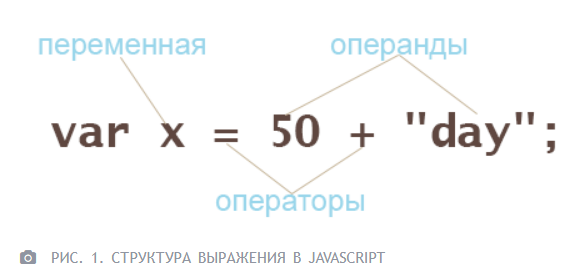 переменная операнды
var x = 50 + "day";
операторы
РИС. 1. СТРУКТУРА ВЫРАЖЕНИЯ В JAVASCRIPT